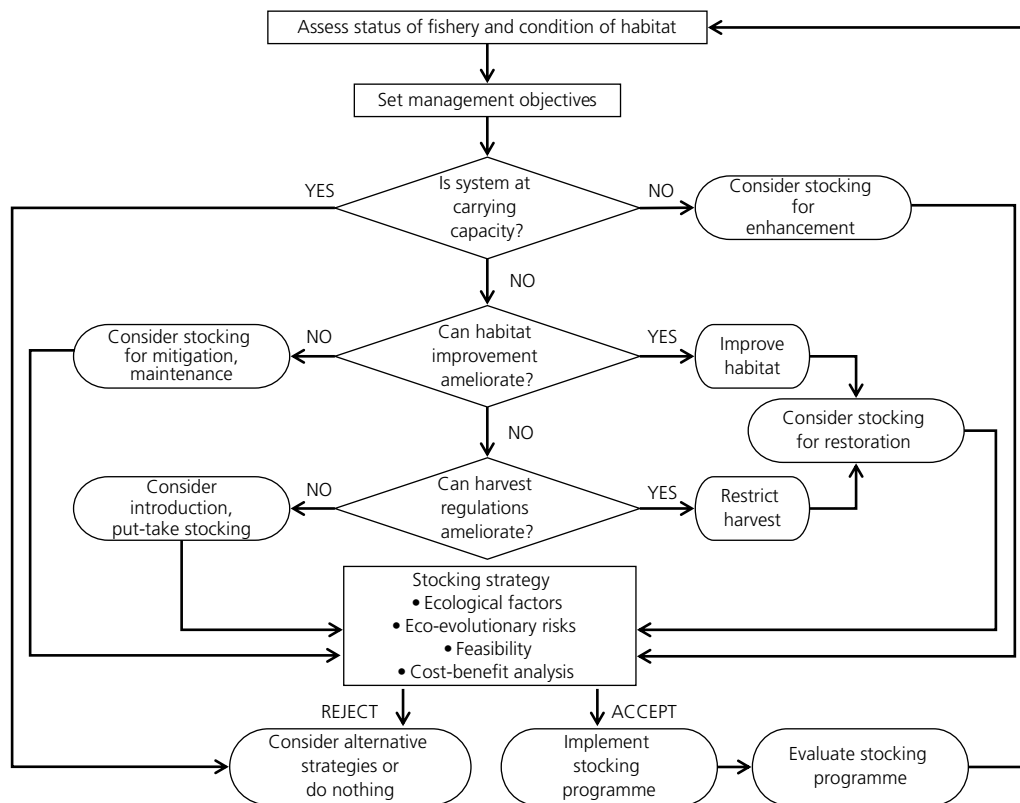 Assess status of fishery and condition of habitat
Set management objectives
YES
Is system at
carrying
capacity?
NO
Consider stocking
for
enhancement
NO
Consider stocking
for mitigation,
maintenance
NO
Can habitat
improvement
ameliorate?
YES
Improve
habitat
Consider stocking
for restoration
NO
Consider
introduction,
put-take stocking
NO
Can harvest
regulations
ameliorate?
YES
Restrict
harvest
Stocking strategy
• Ecological factors
• Eco-evolutionary risks
• Feasibility
• Cost-benefit analysis
REJECT
ACCEPT
Consider alternative
strategies or
do nothing
Implement
stocking
programme
Evaluate stocking
programme